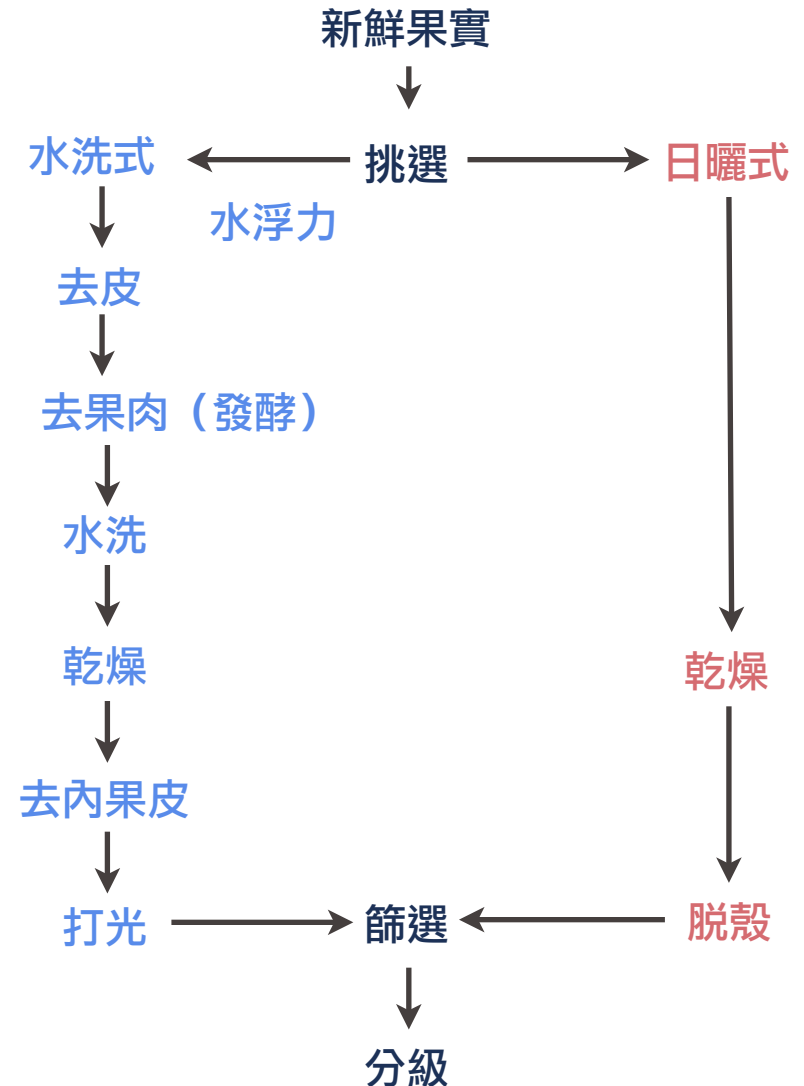 新鮮果實
水洗式
挑選
日曬式
水浮力
去皮
去果肉（發酵）
水洗
乾燥
乾燥
去內果皮
打光
篩選
脱殼
分級